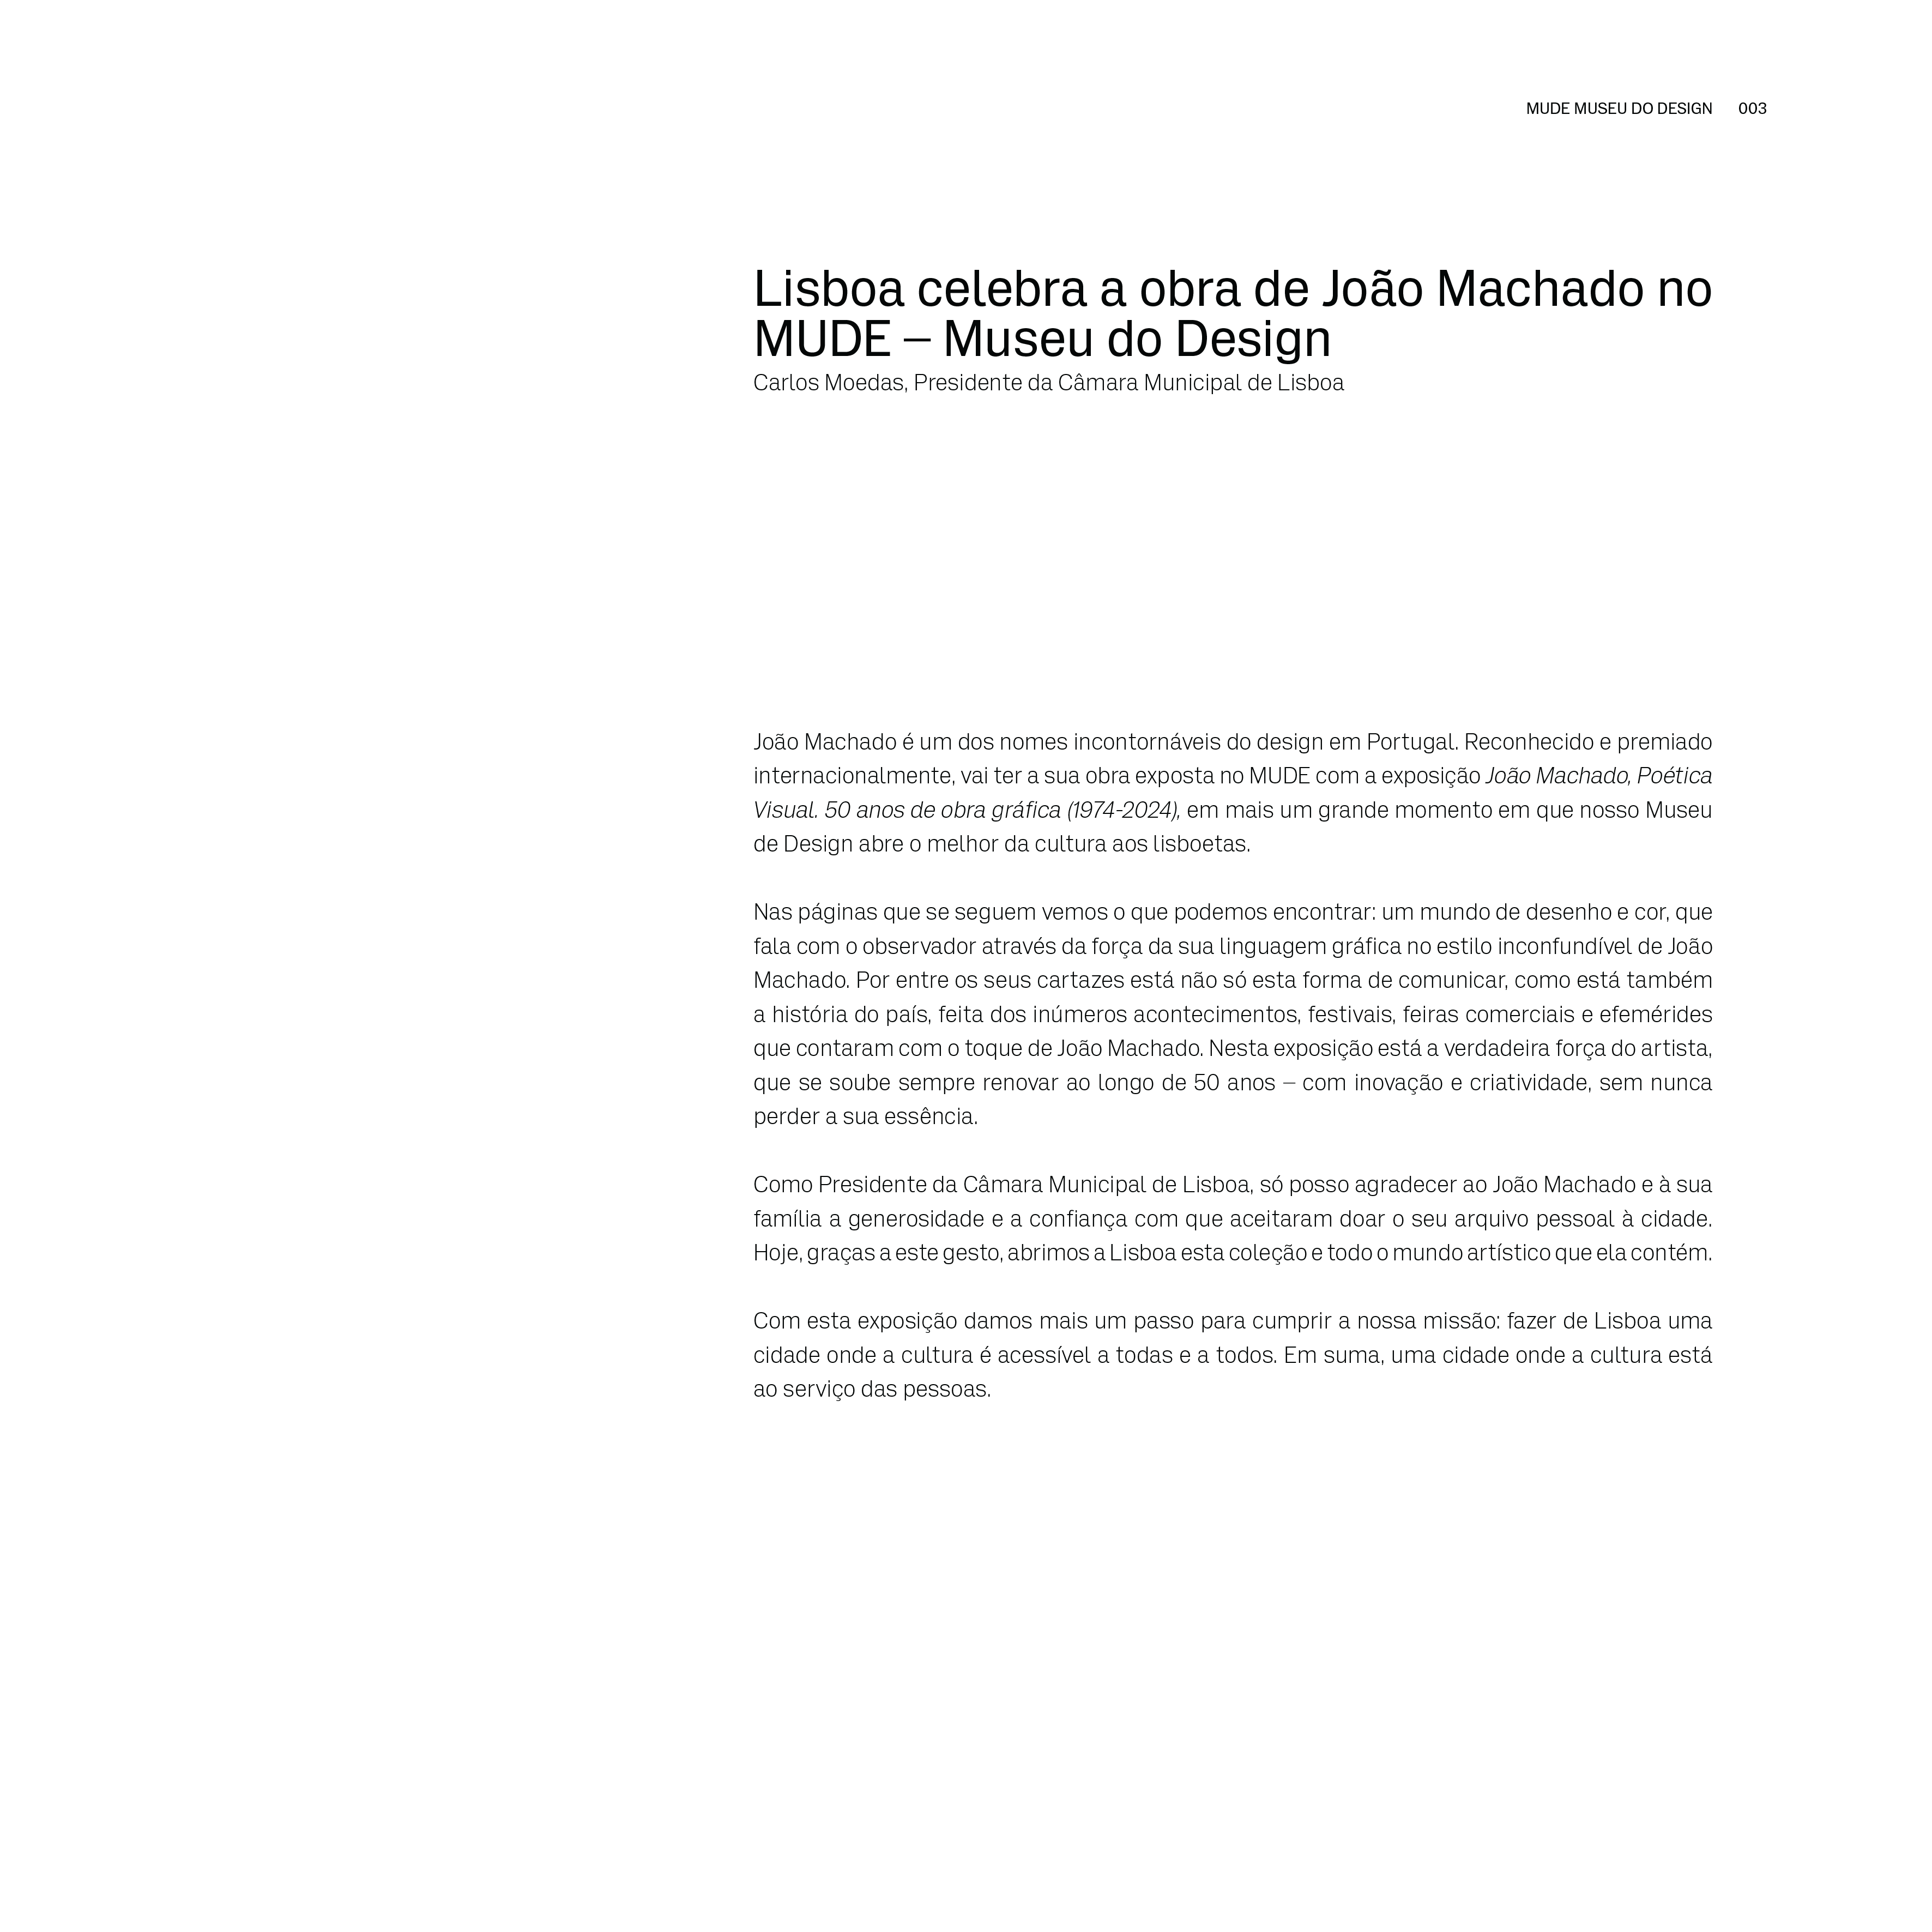 MUDE MUSEU DO DESIGN 003
Lisboa celebra a obra de João Machado no
MUDE – Museu do Design
Carlos Moedas, Presidente da Câmara Municipal de Lisboa
João Machado é um dos nomes incontornáveis do design em Portugal. Reconhecido e premiado
internacionalmente, vai ter a sua obra exposta no MUDE com a exposição João Machado, Poética
Visual. 50 anos de obra gráfica (1974-2024), em mais um grande momento em que nosso Museu
de Design abre o melhor da cultura aos lisboetas.
Nas páginas que se seguem vemos o que podemos encontrar: um mundo de desenho e cor, que
fala com o observador através da força da sua linguagem gráfica no estilo inconfundível de João
Machado. Por entre os seus cartazes está não só esta forma de comunicar, como está também
a história do país, feita dos inúmeros acontecimentos, festivais, feiras comerciais e efemérides
que contaram com o toque de João Machado. Nesta exposição está a verdadeira força do artista,
que se soube sempre renovar ao longo de 50 anos – com inovação e criatividade, sem nunca
perder a sua essência.
Como Presidente da Câmara Municipal de Lisboa, só posso agradecer ao João Machado e à sua
família a generosidade e a confiança com que aceitaram doar o seu arquivo pessoal à cidade.
Hoje, graças a este gesto, abrimos a Lisboa esta coleção e todo o mundo artístico que ela contém.
Com esta exposição damos mais um passo para cumprir a nossa missão: fazer de Lisboa uma
cidade onde a cultura é acessível a todas e a todos. Em suma, uma cidade onde a cultura está
ao serviço das pessoas.